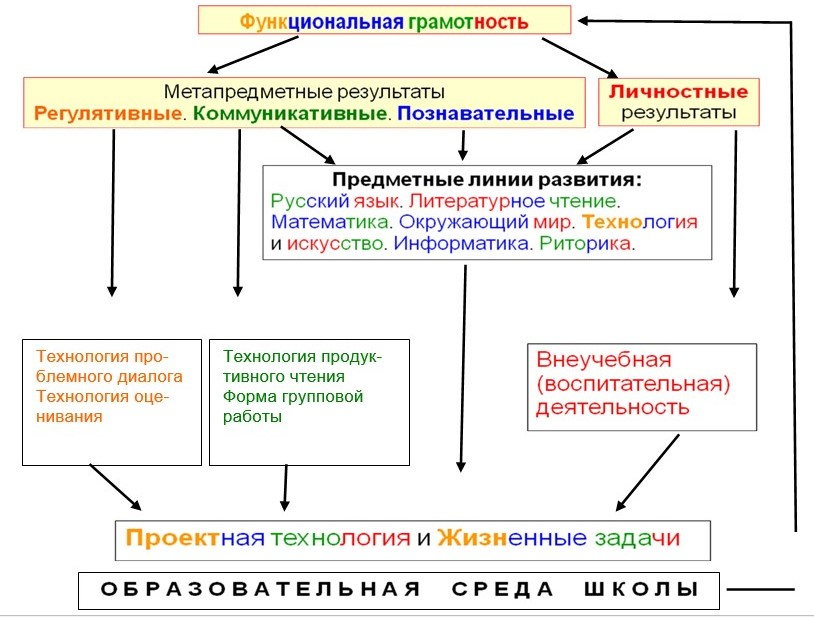 Функциональная грамотность
Метапредметные результаты
Регулятивные. Коммуникативные. Познавательные
Личностные
результаты
Предметные линии развития:
Русский язык. Литературное чтение.
Математика. Окружающий мир. Технология
и искусство. Информатика. Риторика.
Технология про-
блемного диалога
Технология оце-
нивания
Технология продук-
тивного чтения
Форма групповой
работы
Внеучебная
(воспитательная)
деятельность
Проектная технология и Жизненные задачи
ОБРАЗОВАТЕЛЬНАЯ СРЕДА ШКОЛЫ